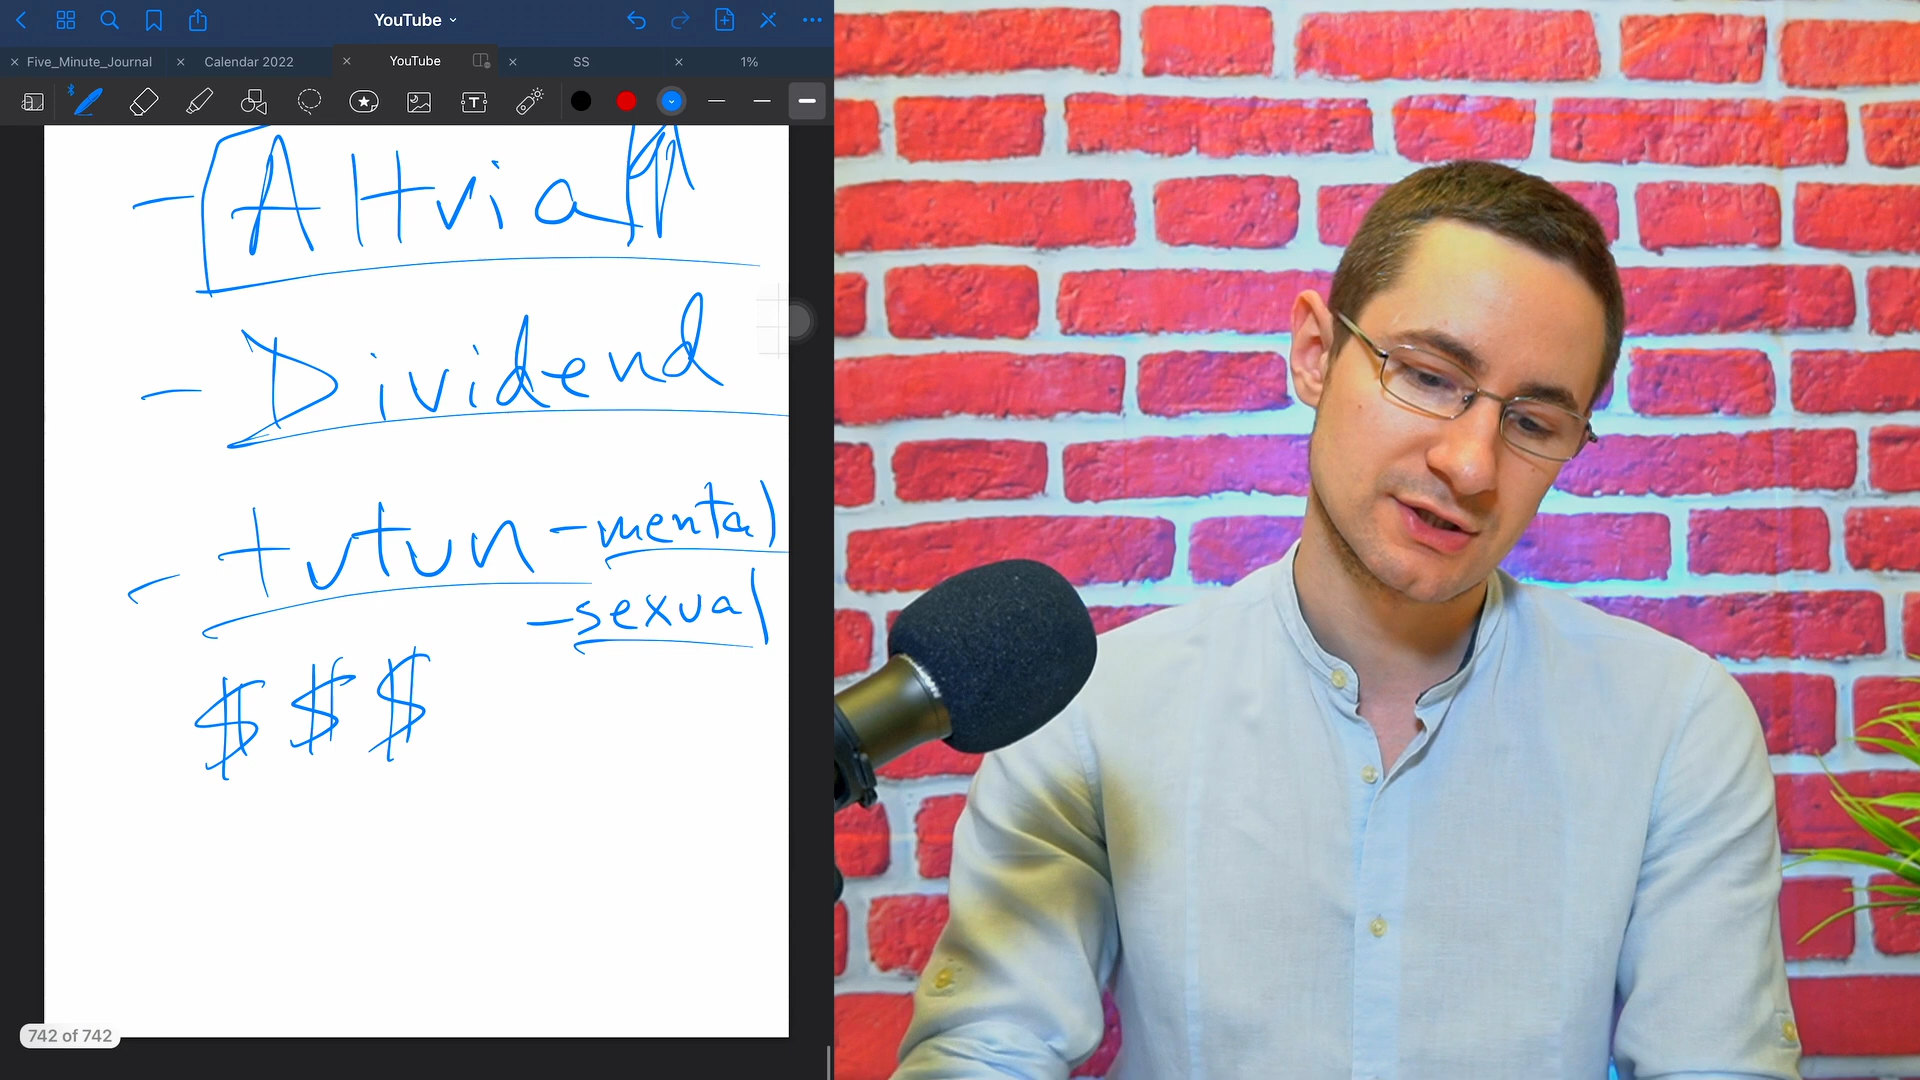 YouTube
Five_Minute_Journal
Calendar 2022
YouTube
SS
1%
T
- Altria
- Dividend
- tutun - mental
- sexual
$ $ $
742 of 742